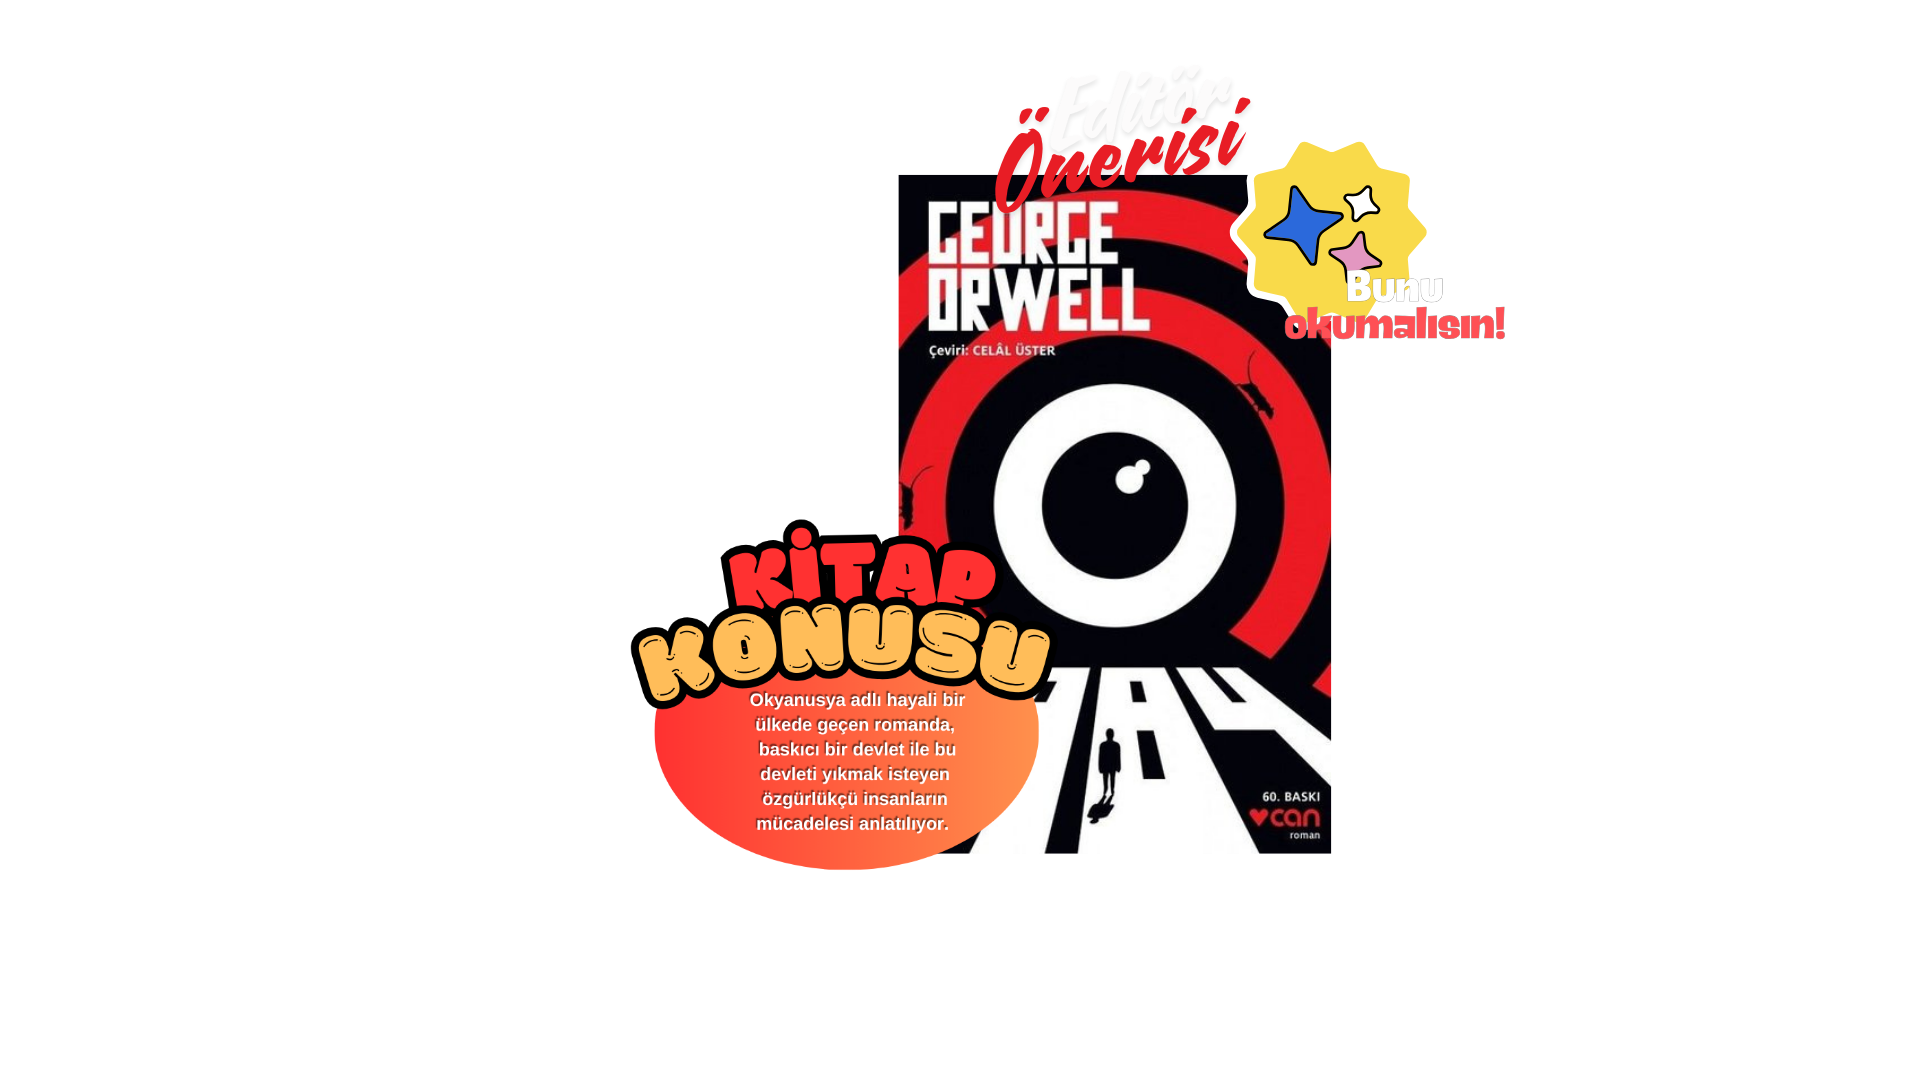 Editör
Önerisi
GEORGE
ORWELL
Çeviri: CELÂL ÜSTER
Bunu
okumalısın!
KİTAP
KONUSU
Okyanusya adlı hayali bir
ülkede geçen romanda,
baskıcı bir devlet ile bu
devleti yıkmak isteyen
özgürlükçü insanların
mücadelesi anlatılıyor.
60. BASKI
can
roman